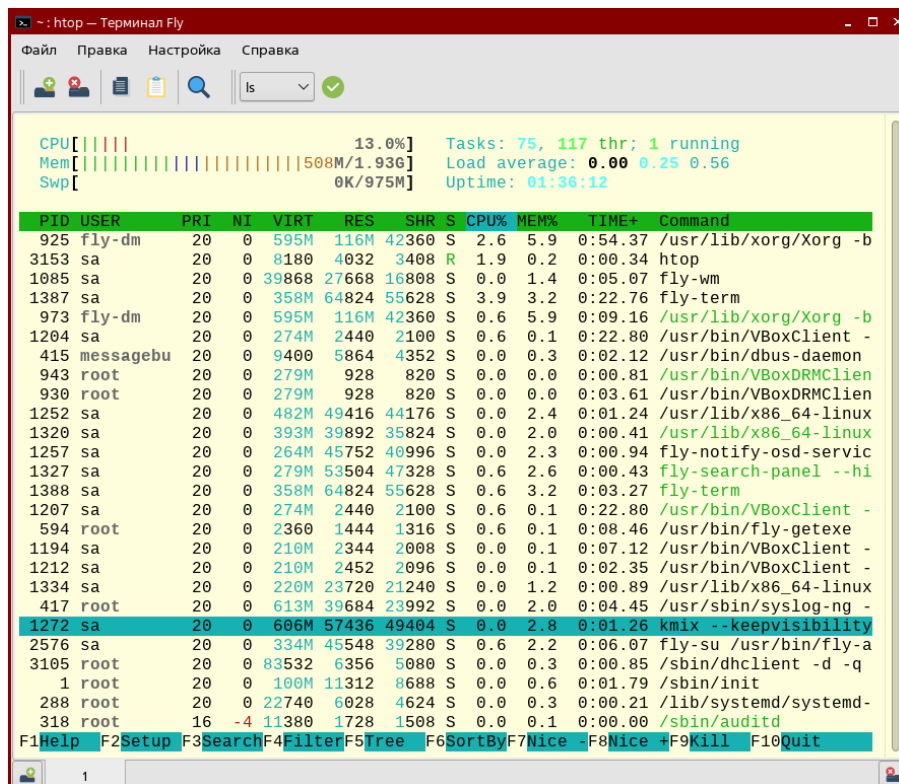 ~ : htop — Терминал Fly
Файл Правка Настройка Справка
ls
CPU[||||| 13.0%] Tasks: 75, 117 thr; 1 running
Mem[||||||||||||||||||||||508M/1.93G] Load average: 0.00 0.25 0.56
Swp[ 0K/975M] Uptime: 01:36:12
PID USER PRI NI VIRT RES SHR S CPU% MEM% TIME+ Command
925 fly-dm 20 0 595M 116M 42360 S 2.6 5.9 0:54.37 /usr/lib/xorg/Xorg -b
3153 sa 20 0 8180 4032 3408 R 1.9 0.2 0:00.34 htop
1085 sa 20 0 39868 27668 16808 S 0.0 1.4 0:05.07 fly-wm
1387 sa 20 0 358M 64824 55628 S 3.9 3.2 0:22.76 fly-term
973 fly-dm 20 0 595M 116M 42360 S 0.6 5.9 0:09.16 /usr/lib/xorg/Xorg -b
1204 sa 20 0 274M 2440 2100 S 0.6 0.1 0:22.80 /usr/bin/VBoxClient -
415 messagebu 20 0 9400 5864 4352 S 0.0 0.3 0:02.12 /usr/bin/dbus-daemon
943 root 20 0 279M 928 820 S 0.0 0.0 0:00.81 /usr/bin/VBoxDRMClien
930 root 20 0 279M 928 820 S 0.0 0.0 0:03.61 /usr/bin/VBoxDRMClien
1252 sa 20 0 482M 49416 44176 S 0.0 2.4 0:01.24 /usr/lib/x86_64-linux
1320 sa 20 0 393M 39892 35824 S 0.0 2.0 0:00.41 /usr/lib/x86_64-linux
1257 sa 20 0 264M 45752 40996 S 0.0 2.3 0:00.94 fly-notify-osd-servic
1327 sa 20 0 279M 53504 47328 S 0.6 2.6 0:00.43 fly-search-panel --hi
1388 sa 20 0 358M 64824 55628 S 0.6 3.2 0:03.27 fly-term
1207 sa 20 0 274M 2440 2100 S 0.6 0.1 0:22.80 /usr/bin/VBoxClient -
594 root 20 0 2360 1444 1316 S 0.6 0.1 0:08.46 /usr/bin/fly-getexe
1194 sa 20 0 210M 2344 2008 S 0.0 0.1 0:07.12 /usr/bin/VBoxClient -
1212 sa 20 0 210M 2452 2096 S 0.0 0.1 0:02.35 /usr/bin/VBoxClient -
1334 sa 20 0 220M 23720 21240 S 0.0 1.2 0:00.89 /usr/lib/x86_64-linux
417 root 20 0 613M 39684 23992 S 0.0 2.0 0:04.45 /usr/sbin/syslog-ng -
1272 sa 20 0 606M 57436 49404 S 0.0 2.8 0:01.26 kmix --keepvisibility
2576 sa 20 0 334M 45548 39280 S 0.6 2.2 0:06.07 fly-su /usr/bin/fly-a
3105 root 20 0 83532 6356 5080 S 0.0 0.3 0:00.85 /sbin/dhclient -d -q
1 root 20 0 100M 11312 8688 S 0.0 0.6 0:01.79 /sbin/init
288 root 20 0 22740 6028 4624 S 0.0 0.3 0:00.21 /lib/systemd/systemd-
318 root 16 -4 11380 1728 1508 S 0.0 0.1 0:00.00 /sbin/auditd
F1Help F2Setup F3SearchF4FilterF5Tree F6SortByF7Nice -F8Nice +F9Kill F10Quit
1